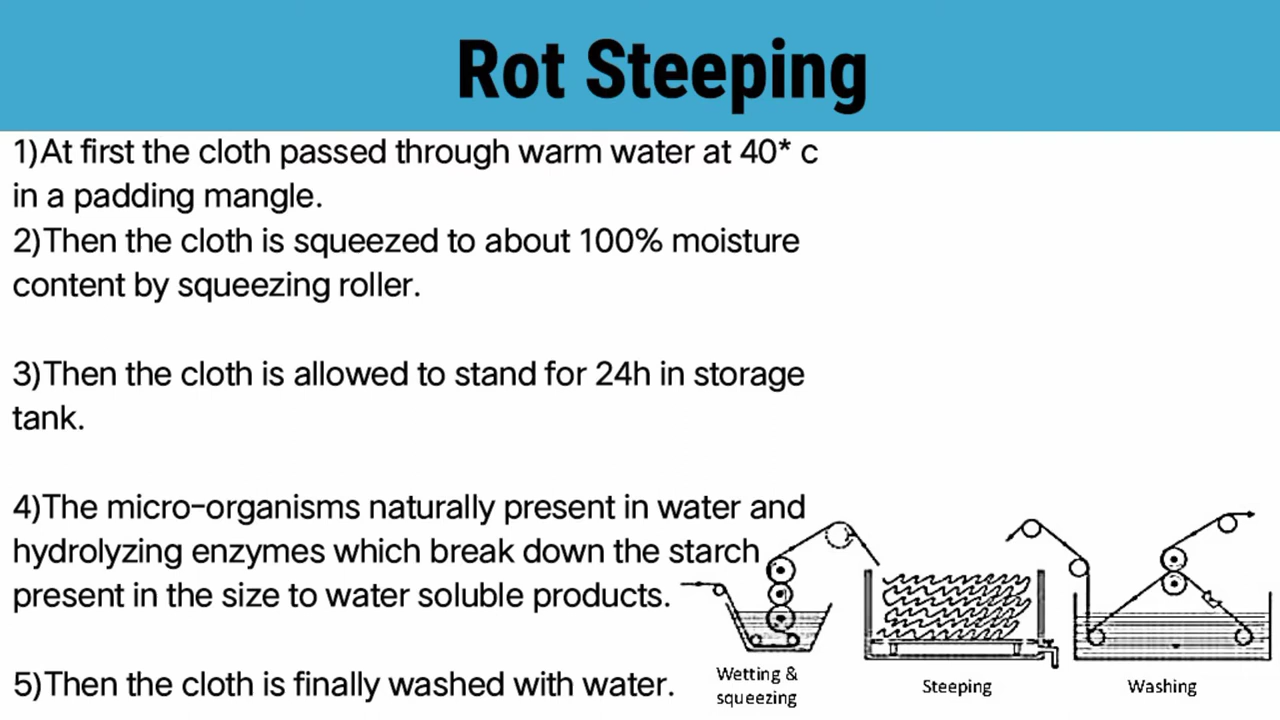 Rot Steeping
1)At first the cloth passed through warm water at 40* c
in a padding mangle.
2)Then the cloth is squeezed to about 100% moisture
content by squeezing roller.
3)Then the cloth is allowed to stand for 24h in storage
tank.
4)The micro-organisms naturally present in water and
hydrolyzing enzymes which break down the starch
present in the size to water soluble products.
5)Then the cloth is finally washed with water.
Wetting &
squeezing
Steeping
Washing